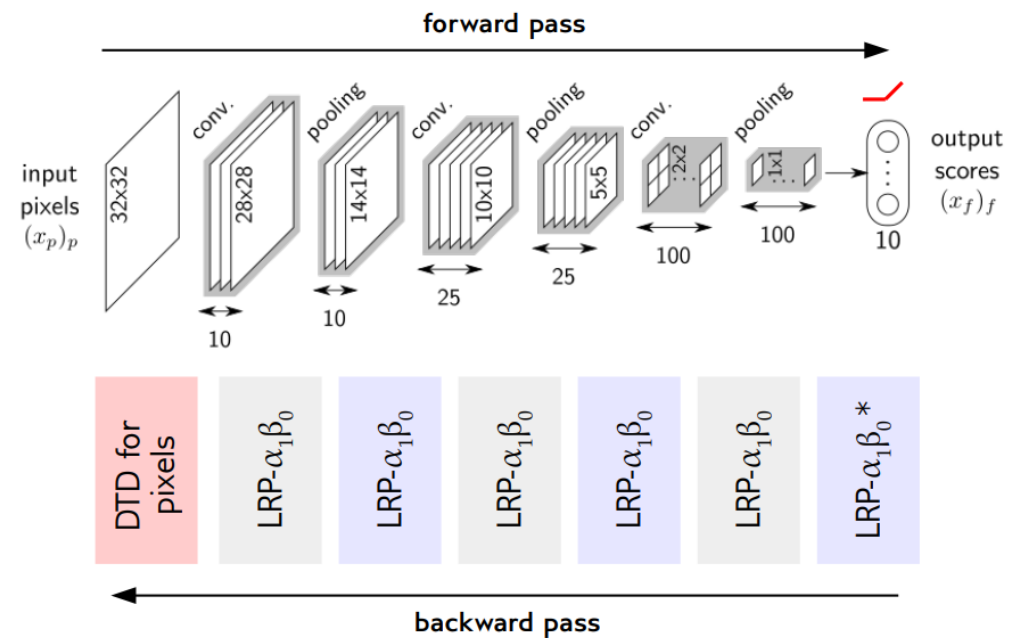 forward pass
input
pixels
(xₚ)ₚ
32x32
conv.
28x28
10
pooling
14x14
10
conv.
10x10
25
pooling
5x5
25
conv.
2x2
100
pooling
1x1
100
output
scores
(x_f)_f
10
DTD for
pixels
LRP-α₁β₀
LRP-α₁β₀
LRP-α₁β₀
LRP-α₁β₀
LRP-α₁β₀
LRP-α₁β₀*
backward pass